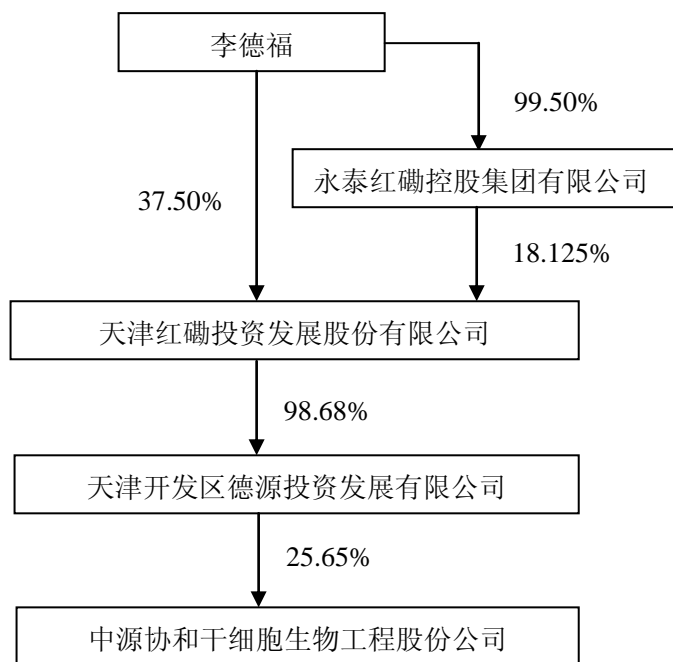 李德福
99.50%
永泰红磡控股集团有限公司
37.50%
18.125%
天津红磡投资发展股份有限公司
98.68%
天津开发区德源投资发展有限公司
25.65%
中源协和干细胞生物工程股份公司